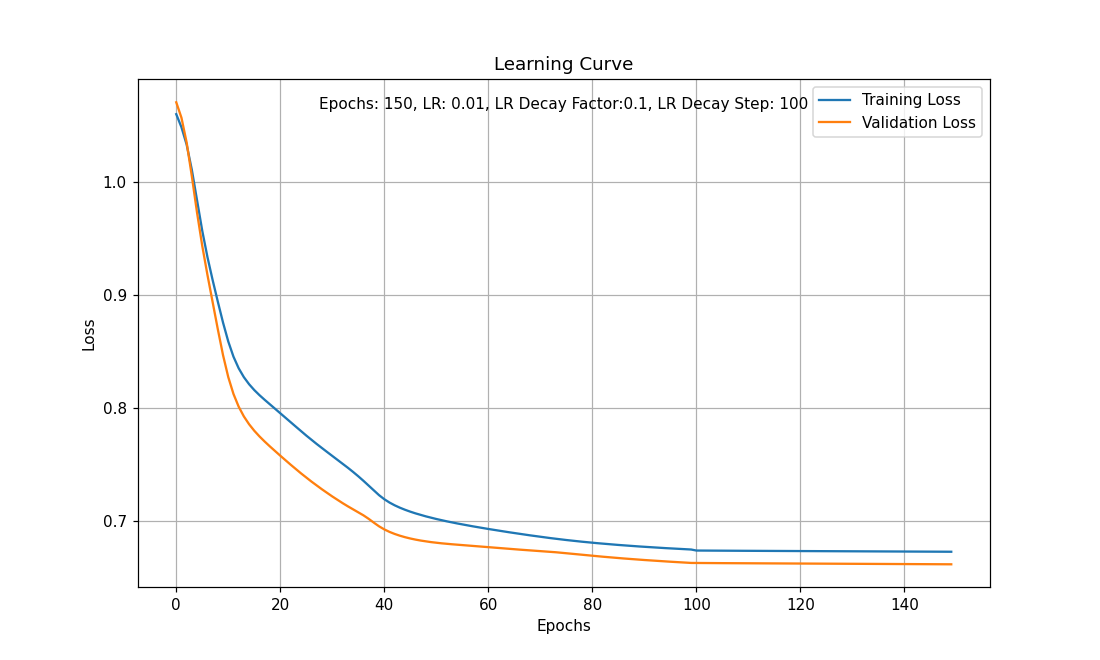 Learning Curve
Epochs: 150, LR: 0.01, LR Decay Factor:0.1, LR Decay Step: 100
Training Loss
Validation Loss
1.0
0.9
0.8
0.7
Loss
0 20 40 60 80 100 120 140
Epochs